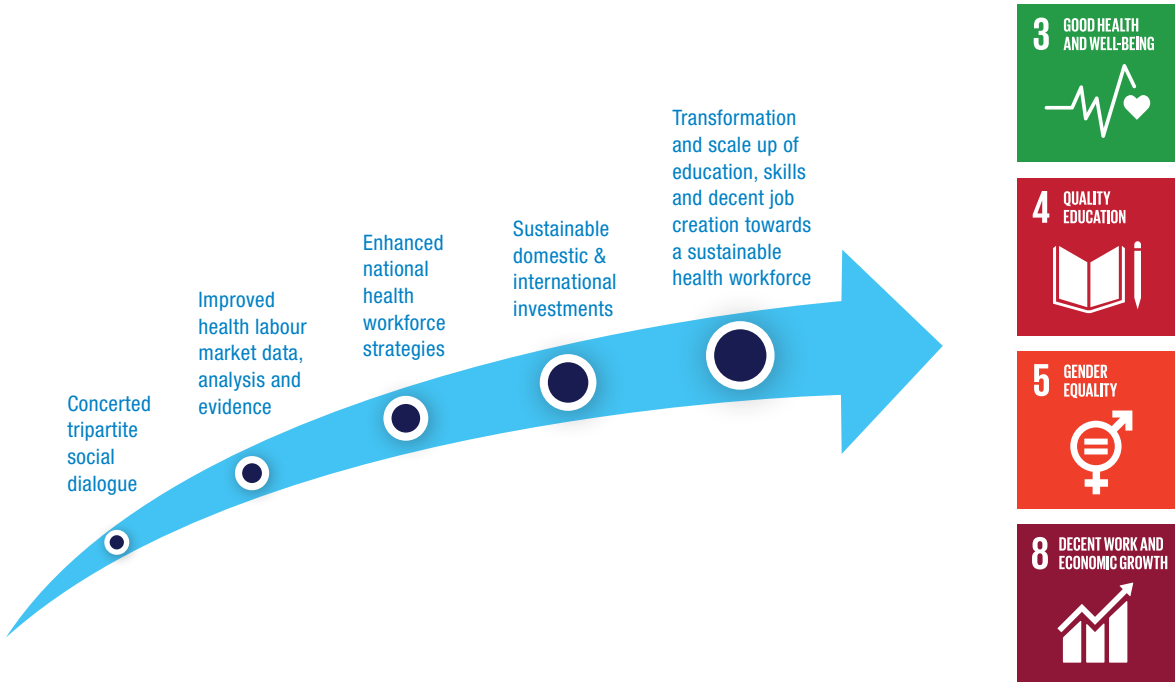 Concerted
tripartite
social
dialogue
Improved
health labour
market data,
analysis and
evidence
Enhanced
national
health
workforce
strategies
Sustainable
domestic &
international
investments
Transformation
and scale up of
education, skills
and decent job
creation towards
a sustainable
health workforce
3 GOOD HEALTH
AND WELL-BEING
4 QUALITY
EDUCATION
5 GENDER
EQUALITY
8 DECENT WORK AND
ECONOMIC GROWTH